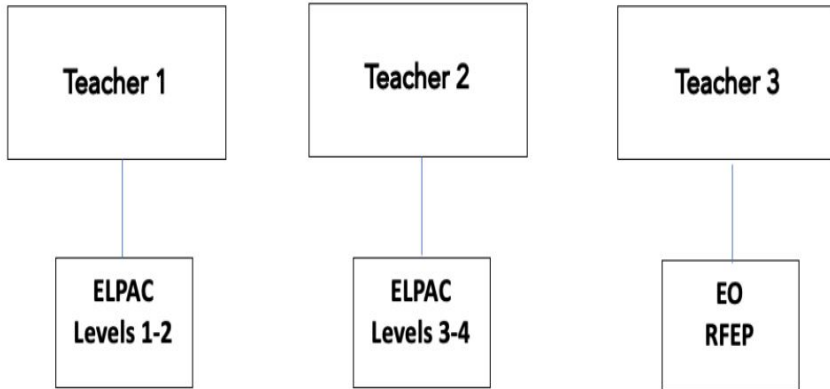 Teacher 1
Teacher 2
Teacher 3
ELPAC
Levels 1-2
ELPAC
Levels 3-4
EO
RFEP